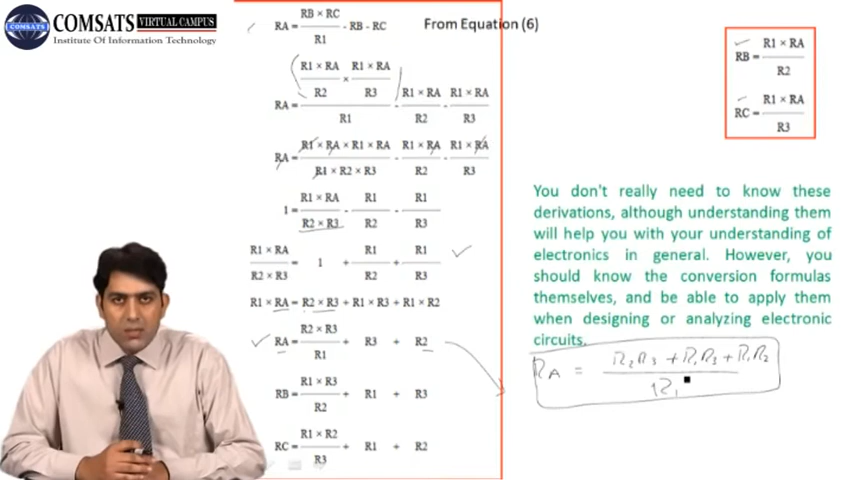 COMSATS VIRTUAL CAMPUS
Institute Of Information Technology
COMSATS
RA = RB × RC / R1 - RB - RC
From Equation (6)
RA = (R1 × RA / R2 × R1 × RA / R3) / R1 - R1 × RA / R2 - R1 × RA / R3
RA = R1 × RA × R1 × RA / R1 × R2 × R3 - R1 × RA / R2 - R1 × RA / R3
1 = R1 × RA / R2 × R3 - R1 / R2 - R1 / R3
R1 × RA / R2 × R3 = 1 + R1 / R2 + R1 / R3
R1 × RA = R2 × R3 + R1 × R3 + R1 × R2
RA = R2 × R3 / R1 + R3 + R2
RB = R1 × R3 / R2 + R1 + R3
RC = R1 × R2 / R3 + R1 + R2
RB = R1 × RA / R2
RC = R1 × RA / R3
You don't really need to know these
derivations, although understanding them
will help you with your understanding of
electronics in general. However, you
should know the conversion formulas
themselves, and be able to apply them
when designing or analyzing electronic
circuits.
RA = R2R3 + R1R3 + R1R2 / R1